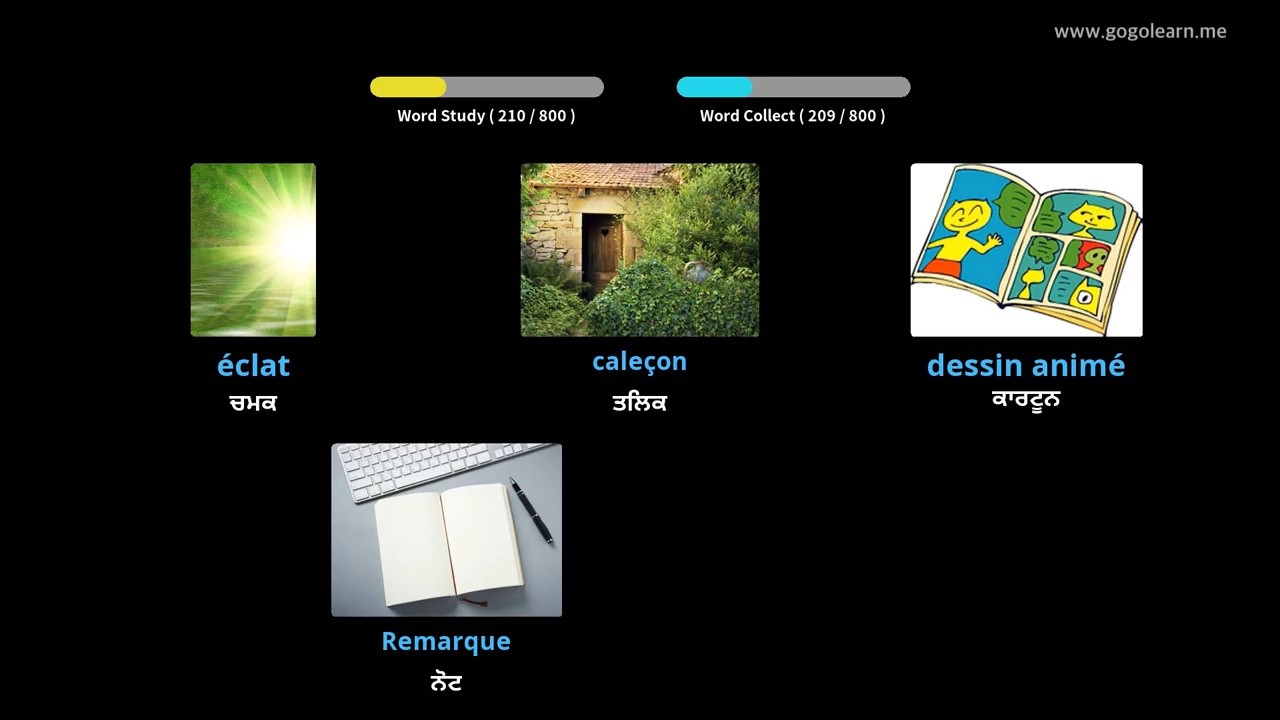 www.gogolearn.me
Word Study ( 210 / 800 )
Word Collect ( 209 / 800 )
éclat
ਚਮਕ
caleçon
ਤਲਿਕ
dessin animé
ਕਾਰਟੂਨ
Remarque
ਨੋਟ